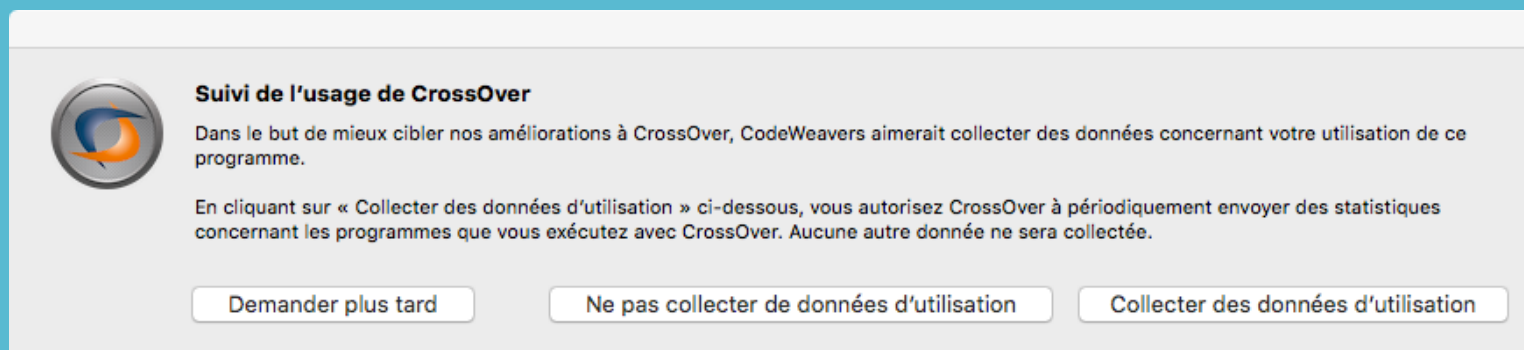 Suivi de l’usage de CrossOver
Dans le but de mieux cibler nos améliorations à CrossOver, CodeWeavers aimerait collecter des données concernant votre utilisation de ce
programme.
En cliquant sur « Collecter des données d’utilisation » ci-dessous, vous autorisez CrossOver à périodiquement envoyer des statistiques
concernant les programmes que vous exécutez avec CrossOver. Aucune autre donnée ne sera collectée.
Demander plus tard Ne pas collecter de données d’utilisation Collecter des données d’utilisation